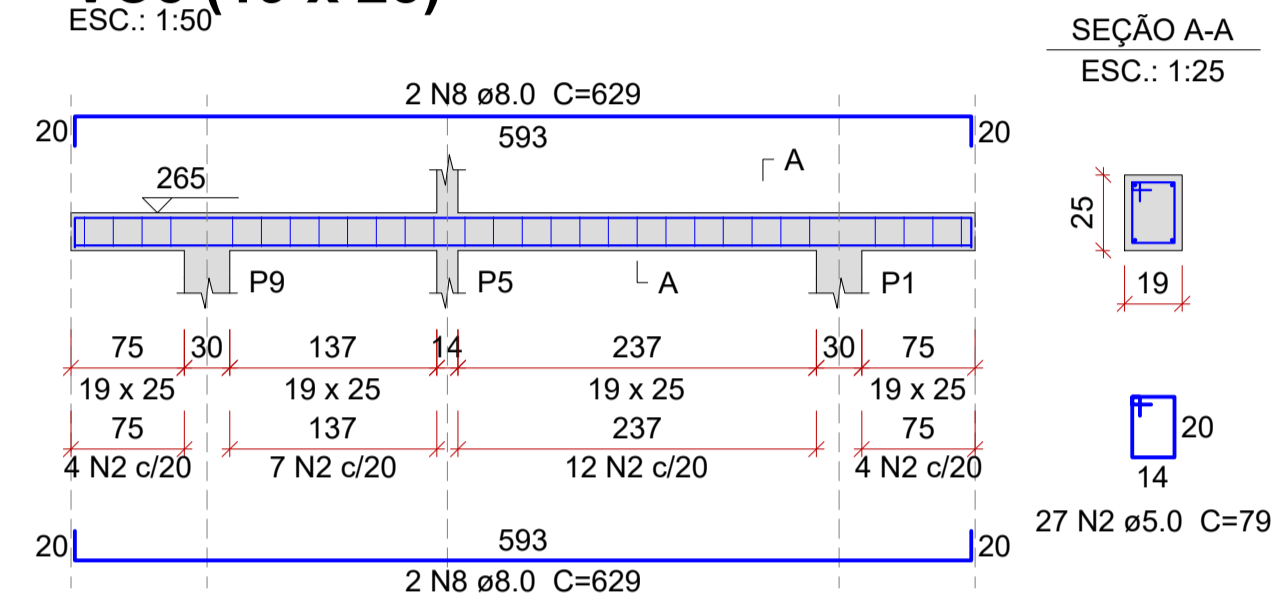 ESC.: 1:50
SEÇÃO A-A
ESC.: 1:25
2 N8 ø8.0 C=629
20 593 20
A
265
25
P9 P5 A P1
19
75 30 137 14 237 30 75
19 x 25 19 x 25 19 x 25 19 x 25
75 137 237 75
4 N2 c/20 7 N2 c/20 12 N2 c/20 4 N2 c/20
20
14
27 N2 ø5.0 C=79
20 593 20
2 N8 ø8.0 C=629